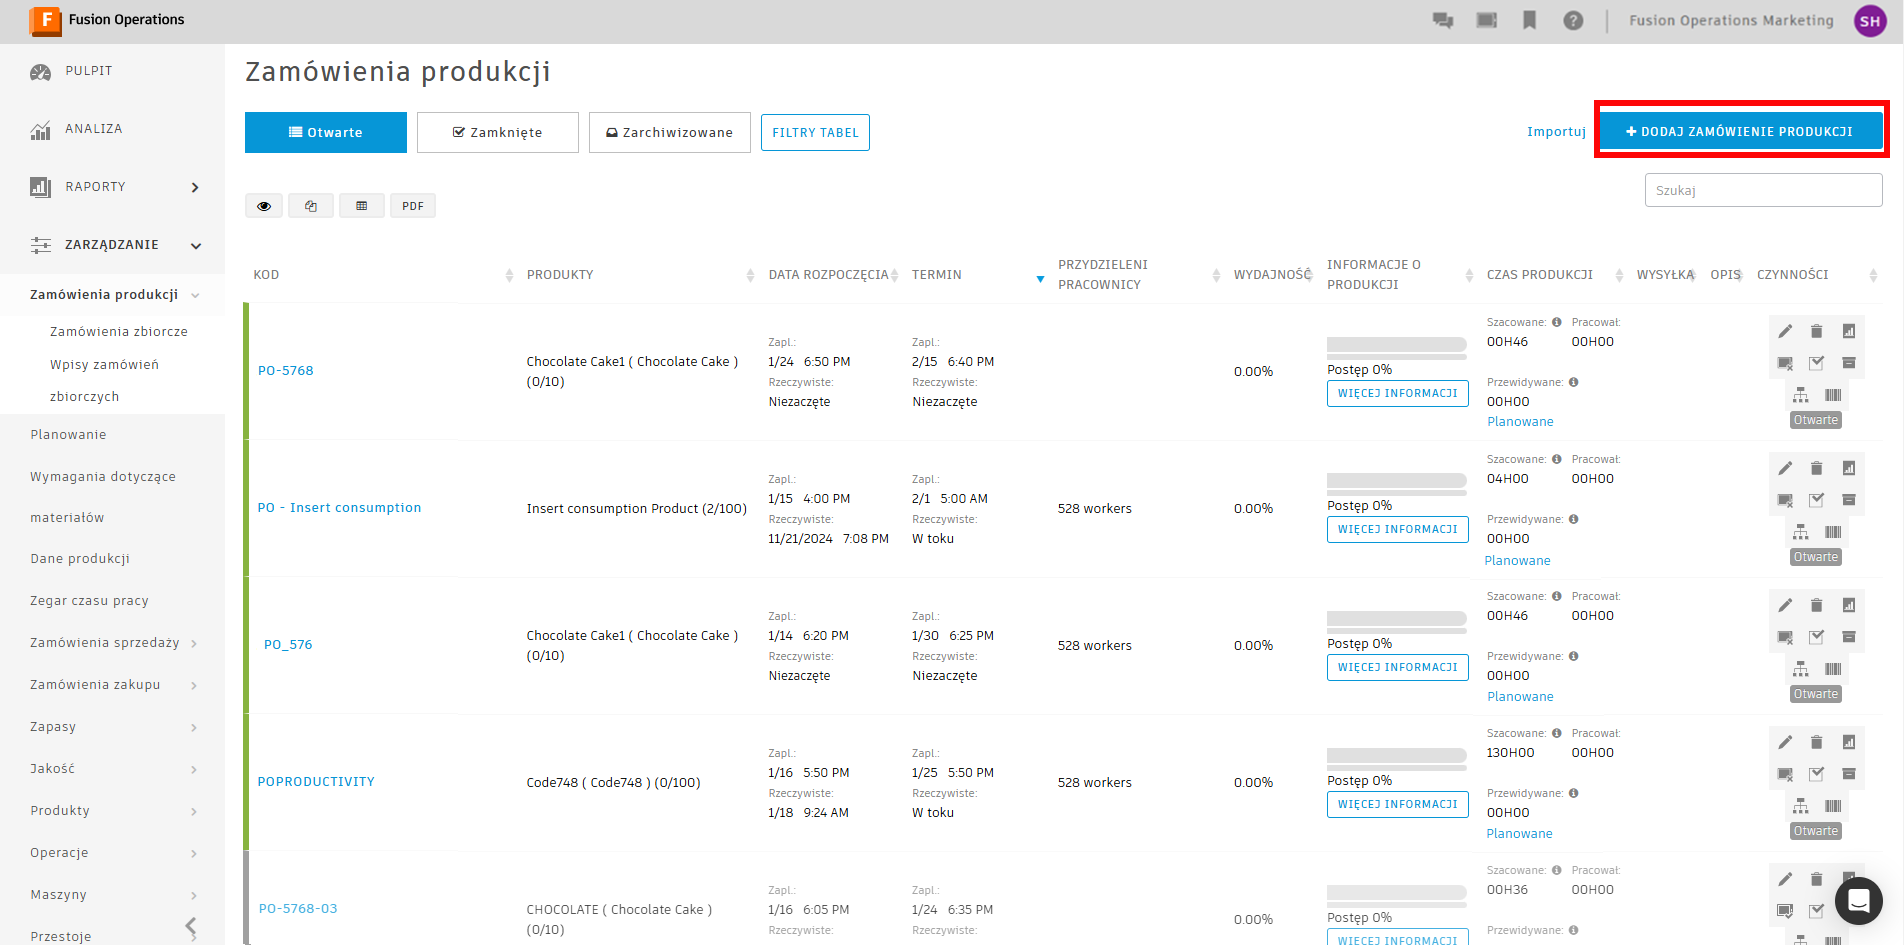 Fusion Operations
Fusion Operations Marketing
SH
PULPIT
ANALIZA
RAPORTY
ZARZĄDZANIE
Zamówienia produkcji
Zamówienia zbiorcze
Wpisy zamówień
zbiorczych
Planowanie
Wymagania dotyczące
materiałów
Dane produkcji
Zegar czasu pracy
Zamówienia sprzedaży
Zamówienia zakupu
Zapasy
Jakość
Produkty
Operacje
Maszyny
Przestoje
Zamówienia produkcji
Otwarte
Zamknięte
Zarchiwizowane
FILTRY TABEL
Importuj
+ DODAJ ZAMÓWIENIE PRODUKCJI
PDF
Szukaj
KOD PRODUKTY DATA ROZPOCZĘCIA TERMIN PRZYDZIELENI PRACOWNICY WYDAJNOŚĆ INFORMACJE O PRODUKCJI CZAS PRODUKCJI WYSYŁKA OPIS CZYNNOŚCI
PO-5768
Chocolate Cake1 ( Chocolate Cake )
(0/10)
Zapl.:
1/24 6:50 PM
Rzeczywiste:
Niezaczęte
Zapl.:
2/15 6:40 PM
Rzeczywiste:
Niezaczęte
0.00%
Postęp 0%
WIĘCEJ INFORMACJI
Szacowane: Pracował:
00H46 00H00
Przewidywane:
00H00
Planowane
Otwarte
PO - Insert consumption
Insert consumption Product (2/100)
Zapl.:
1/15 4:00 PM
Rzeczywiste:
11/21/2024 7:08 PM
Zapl.:
2/1 5:00 AM
Rzeczywiste:
W toku
528 workers
0.00%
Postęp 0%
WIĘCEJ INFORMACJI
Szacowane: Pracował:
04H00 00H00
Przewidywane:
00H00
Planowane
Otwarte
PO_576
Chocolate Cake1 ( Chocolate Cake )
(0/10)
Zapl.:
1/14 6:20 PM
Rzeczywiste:
Niezaczęte
Zapl.:
1/30 6:25 PM
Rzeczywiste:
Niezaczęte
528 workers
0.00%
Postęp 0%
WIĘCEJ INFORMACJI
Szacowane: Pracował:
00H46 00H00
Przewidywane:
00H00
Planowane
Otwarte
POPRODUCTIVITY
Code748 ( Code748 ) (0/100)
Zapl.:
1/16 5:50 PM
Rzeczywiste:
1/18 9:24 AM
Zapl.:
1/25 5:50 PM
Rzeczywiste:
W toku
528 workers
0.00%
Postęp 0%
WIĘCEJ INFORMACJI
Szacowane: Pracował:
130H00 00H00
Przewidywane:
00H00
Planowane
Otwarte
PO-5768-03
CHOCOLATE ( Chocolate Cake )
(0/10)
Zapl.:
1/16 6:05 PM
Rzeczywiste:
Zapl.:
1/24 6:35 PM
Rzeczywiste:
0.00%
Postęp 0%
WIĘCEJ INFORMACJI
Szacowane: Pracował:
00H36 00H00
Przewidywane: